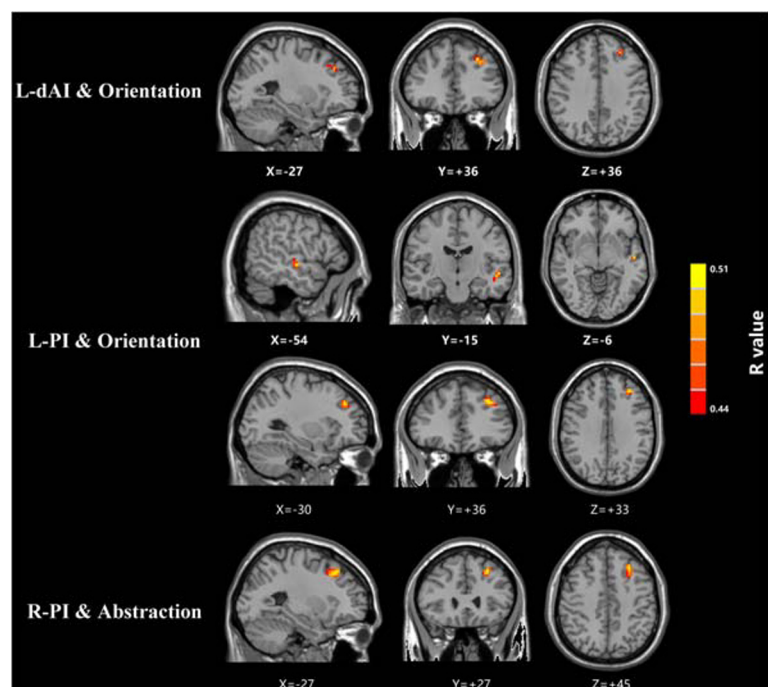 L-dAI & Orientation
X=-27 Y=+36 Z=+36
L-PI & Orientation
X=-54 Y=-15 Z=-6
X=-30 Y=+36 Z=+33
R-PI & Abstraction
X=-27 Y=+27 Z=+45
0.51
0.44
R value